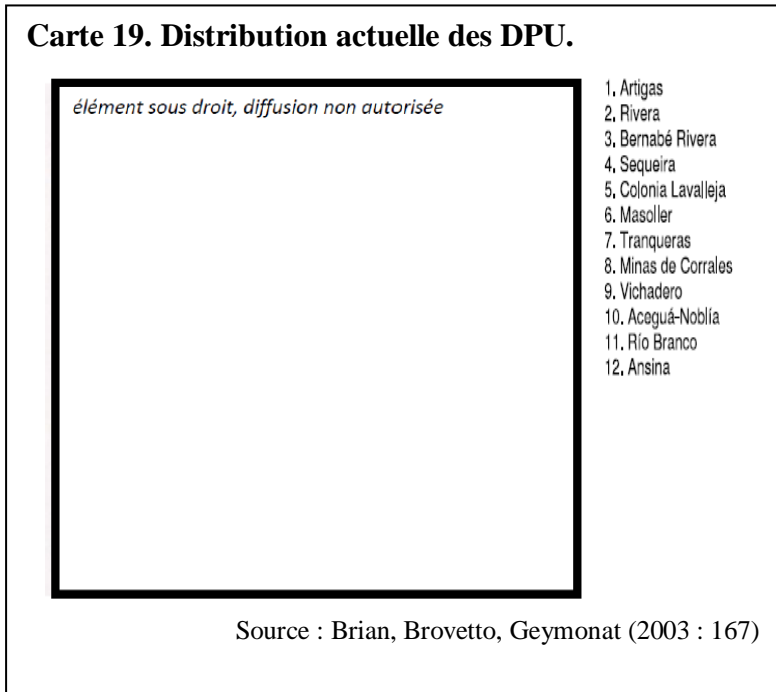 Carte 19. Distribution actuelle des DPU.
élément sous droit, diffusion non autorisée
1. Artigas
2. Rivera
3. Bernabé Rivera
4. Sequeira
5. Colonia Lavalleja
6. Masoller
7. Tranqueras
8. Minas de Corrales
9. Vichadero
10. Aceguá-Noblía
11. Río Branco
12. Ansina
Source : Brian, Brovetto, Geymonat (2003 : 167)